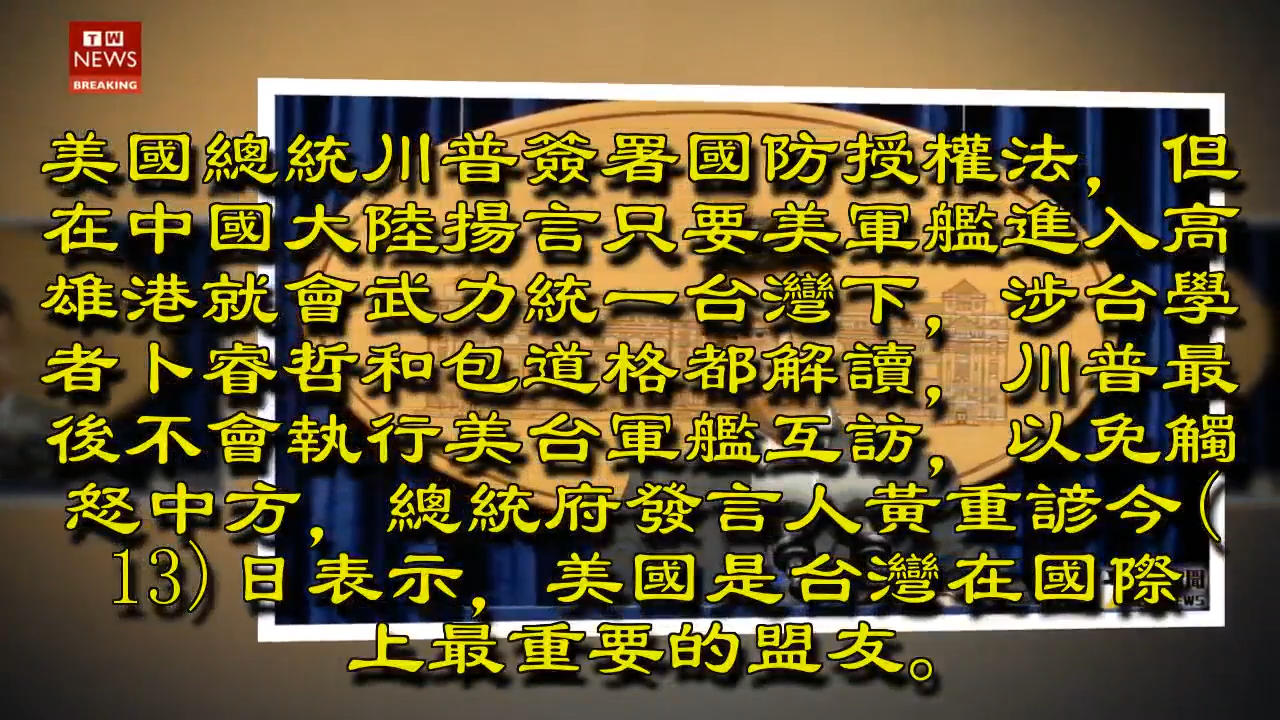 TW
NEWS
BREAKING
美國總統川普簽署國防授權法，但
在中國大陸揚言只要美軍艦進入高
雄港就會武力統一台灣下，涉台學
者卜睿哲和包道格都解讀，川普最
後不會執行美台軍艦互訪，以免觸
怒中方，總統府發言人黃重諺今(
13)日表示，美國是台灣在國際
上最重要的盟友。